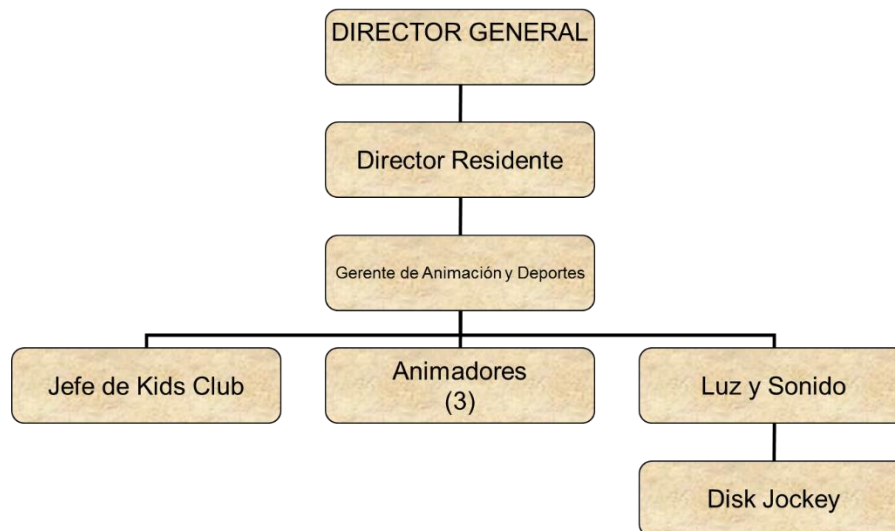 DIRECTOR GENERAL
Director Residente
Gerente de Animación y Deportes
Jefe de Kids Club
Animadores
(3)
Luz y Sonido
Disk Jockey